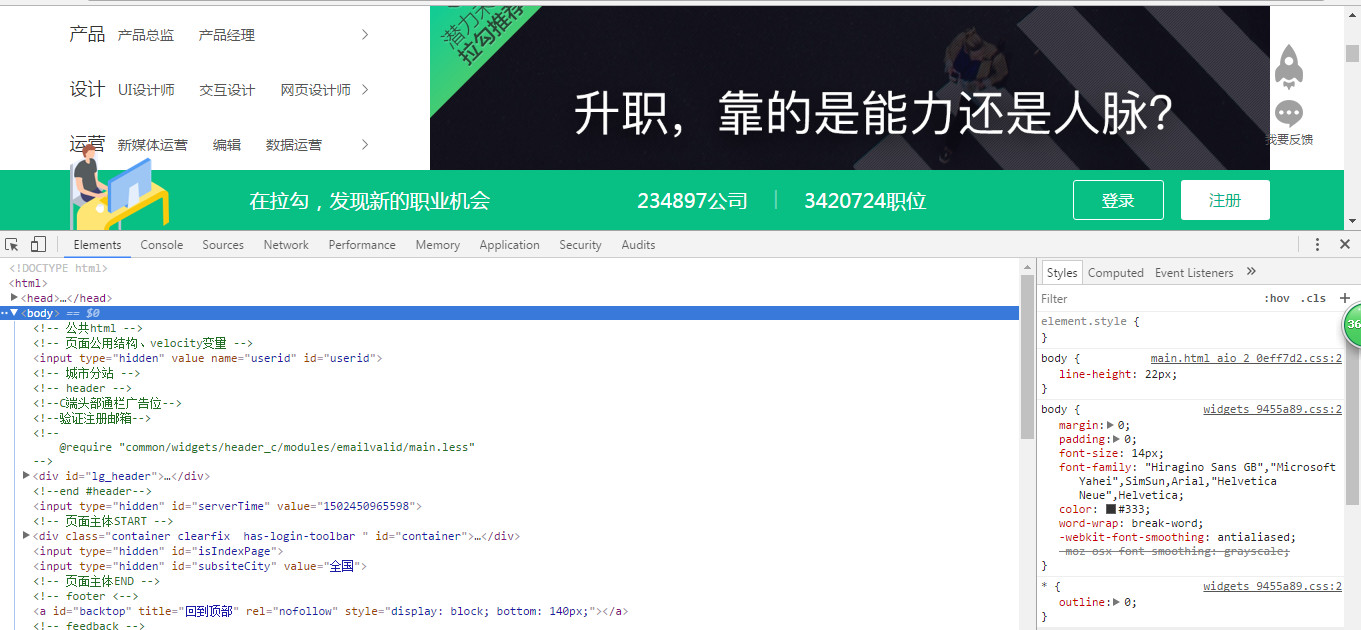 产品 产品总监 产品经理
设计 UI设计师 交互设计 网页设计师
运营 新媒体运营 编辑 数据运营
拉勾推荐
升职，靠的是能力还是人脉？
我要反馈
在拉勾，发现新的职业机会 234897公司 3420724职位 登录 注册
Elements Console Sources Network Performance Memory Application Security Audits
<!DOCTYPE html>
<html>
<head>…</head>
<body> == $0
<!-- 公共html -->
<!-- 页面公用结构、velocity变量 -->
<input type="hidden" value name="userid" id="userid">
<!-- 城市分站 -->
<!-- header -->
<!--C端头部通栏广告位-->
<!--验证注册邮箱-->
<!--
@require "common/widgets/header_c/modules/emailvalid/main.less"
-->
<div id="lg_header">…</div>
<!--end #header-->
<input type="hidden" id="serverTime" value="1502450965598">
<!-- 页面主体START -->
<div class="container clearfix  has-login-toolbar " id="container">…</div>
<input type="hidden" id="isIndexPage">
<input type="hidden" id="subsiteCity" value="全国">
<!-- 页面主体END -->
<!-- footer <-->
<a id="backtop" title="回到顶部" rel="nofollow" style="display: block; bottom: 140px;"></a>
<!-- feedback -->
Styles Computed Event Listeners »
Filter :hov .cls +
element.style {
}
body { main.html_aio_2_0eff7d2.css:2
line-height: 22px;
}
body { widgets_9455a89.css:2
margin: 0;
padding: 0;
font-size: 14px;
font-family: "Hiragino Sans GB","Microsoft
Yahei",SimSun,Arial,"Helvetica
Neue",Helvetica;
color: #333;
word-wrap: break-word;
-webkit-font-smoothing: antialiased;
-moz-osx-font-smoothing: grayscale;
}
* { widgets_9455a89.css:2
outline: 0;
}
36